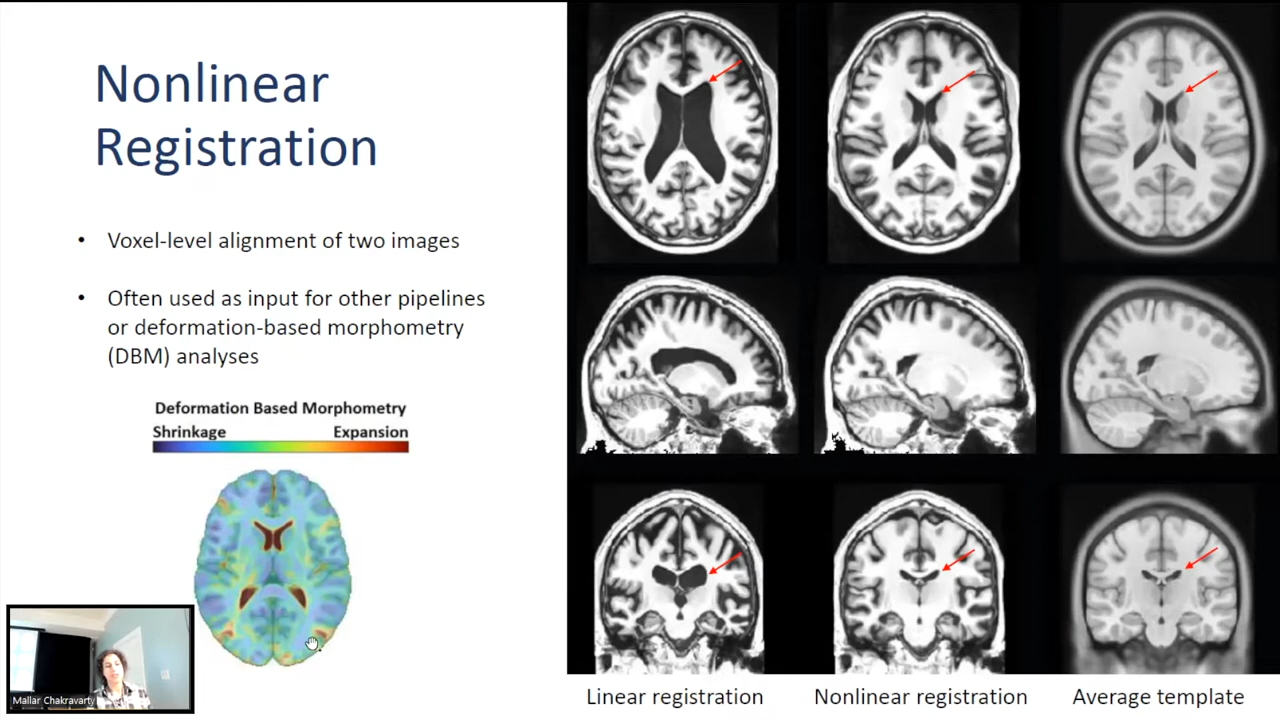 Nonlinear
Registration
• Voxel-level alignment of two images
• Often used as input for other pipelines
or deformation-based morphometry
(DBM) analyses
Deformation Based Morphometry
Shrinkage Expansion
Mallar Chakravarty
Linear registration
Nonlinear registration
Average template